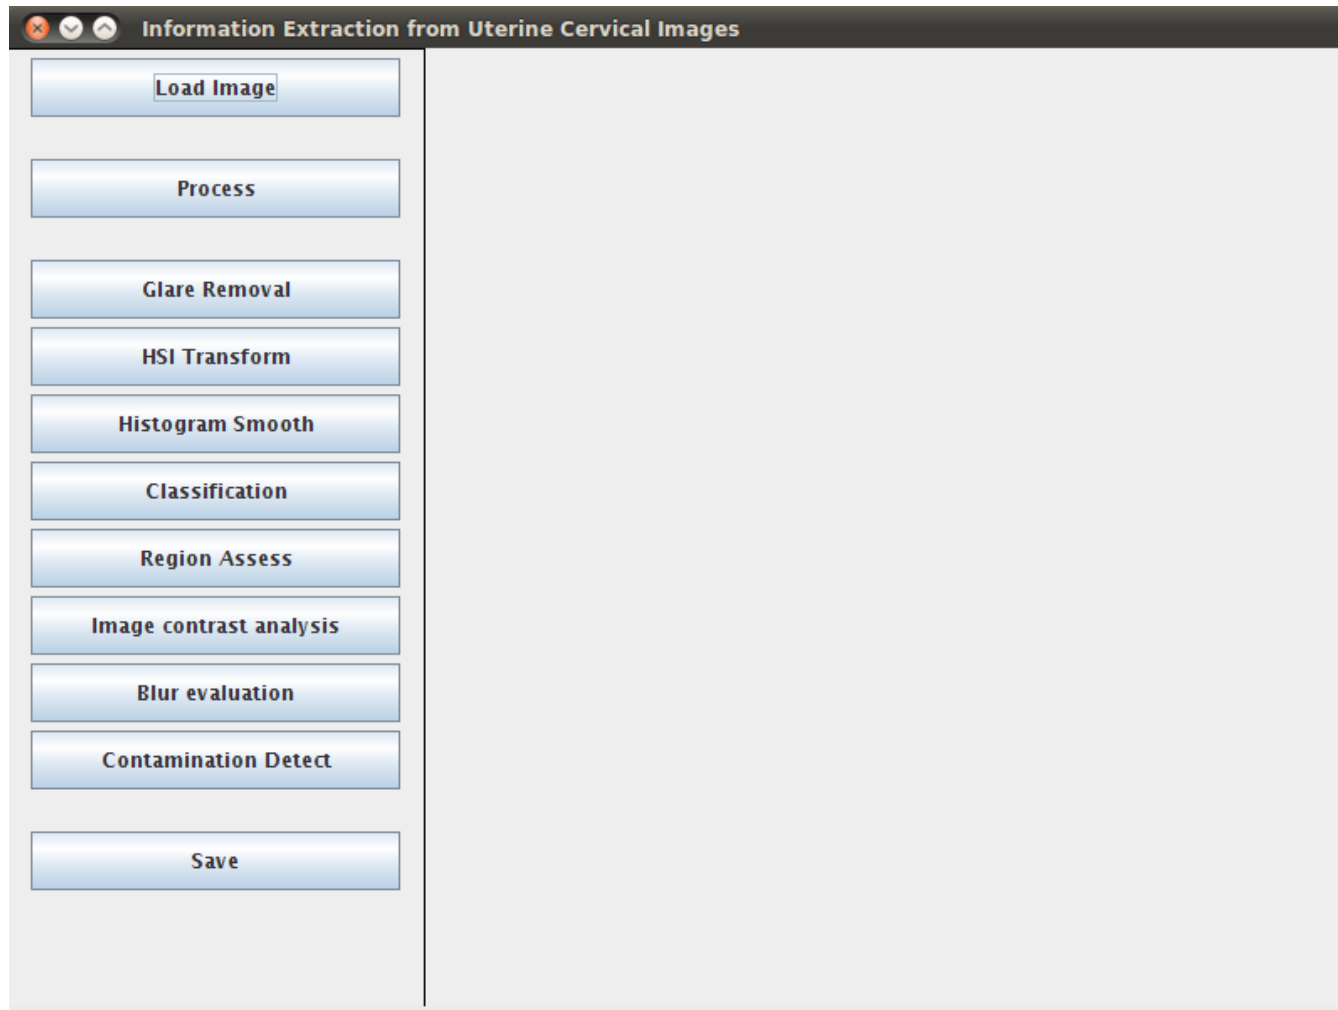 Information Extraction from Uterine Cervical Images
Load Image
Process
Glare Removal
HSI Transform
Histogram Smooth
Classification
Region Assess
Image contrast analysis
Blur evaluation
Contamination Detect
Save